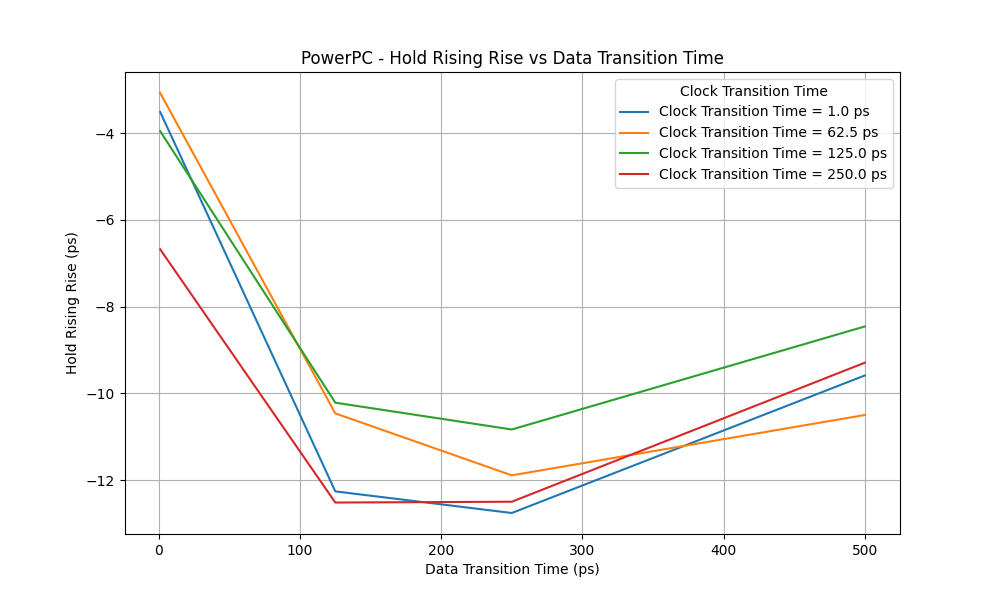 PowerPC - Hold Rising Rise vs Data Transition Time
Clock Transition Time
Clock Transition Time = 1.0 ps
Clock Transition Time = 62.5 ps
Clock Transition Time = 125.0 ps
Clock Transition Time = 250.0 ps
Hold Rising Rise (ps)
−4
−6
−8
−10
−12
0 100 200 300 400 500
Data Transition Time (ps)